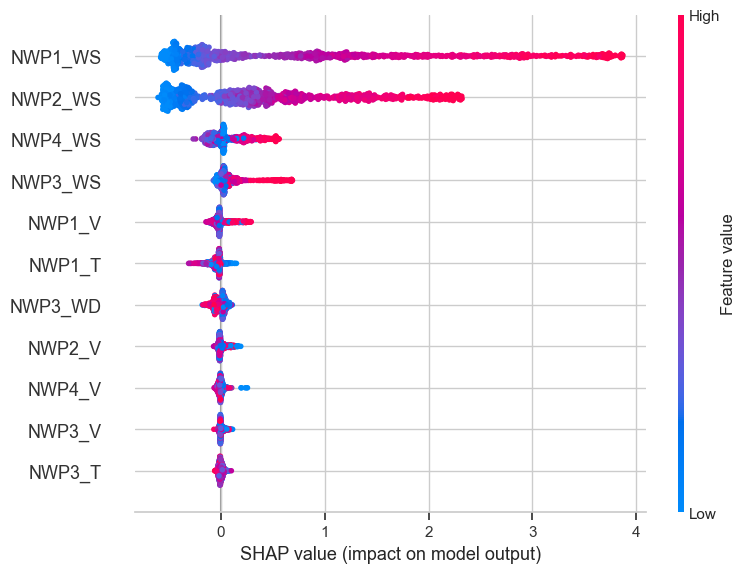 High
NWP1_WS
NWP2_WS
NWP4_WS
NWP3_WS
NWP1_V
NWP1_T
NWP3_WD
NWP2_V
NWP4_V
NWP3_V
NWP3_T
Feature value
Low
0 1 2 3 4
SHAP value (impact on model output)